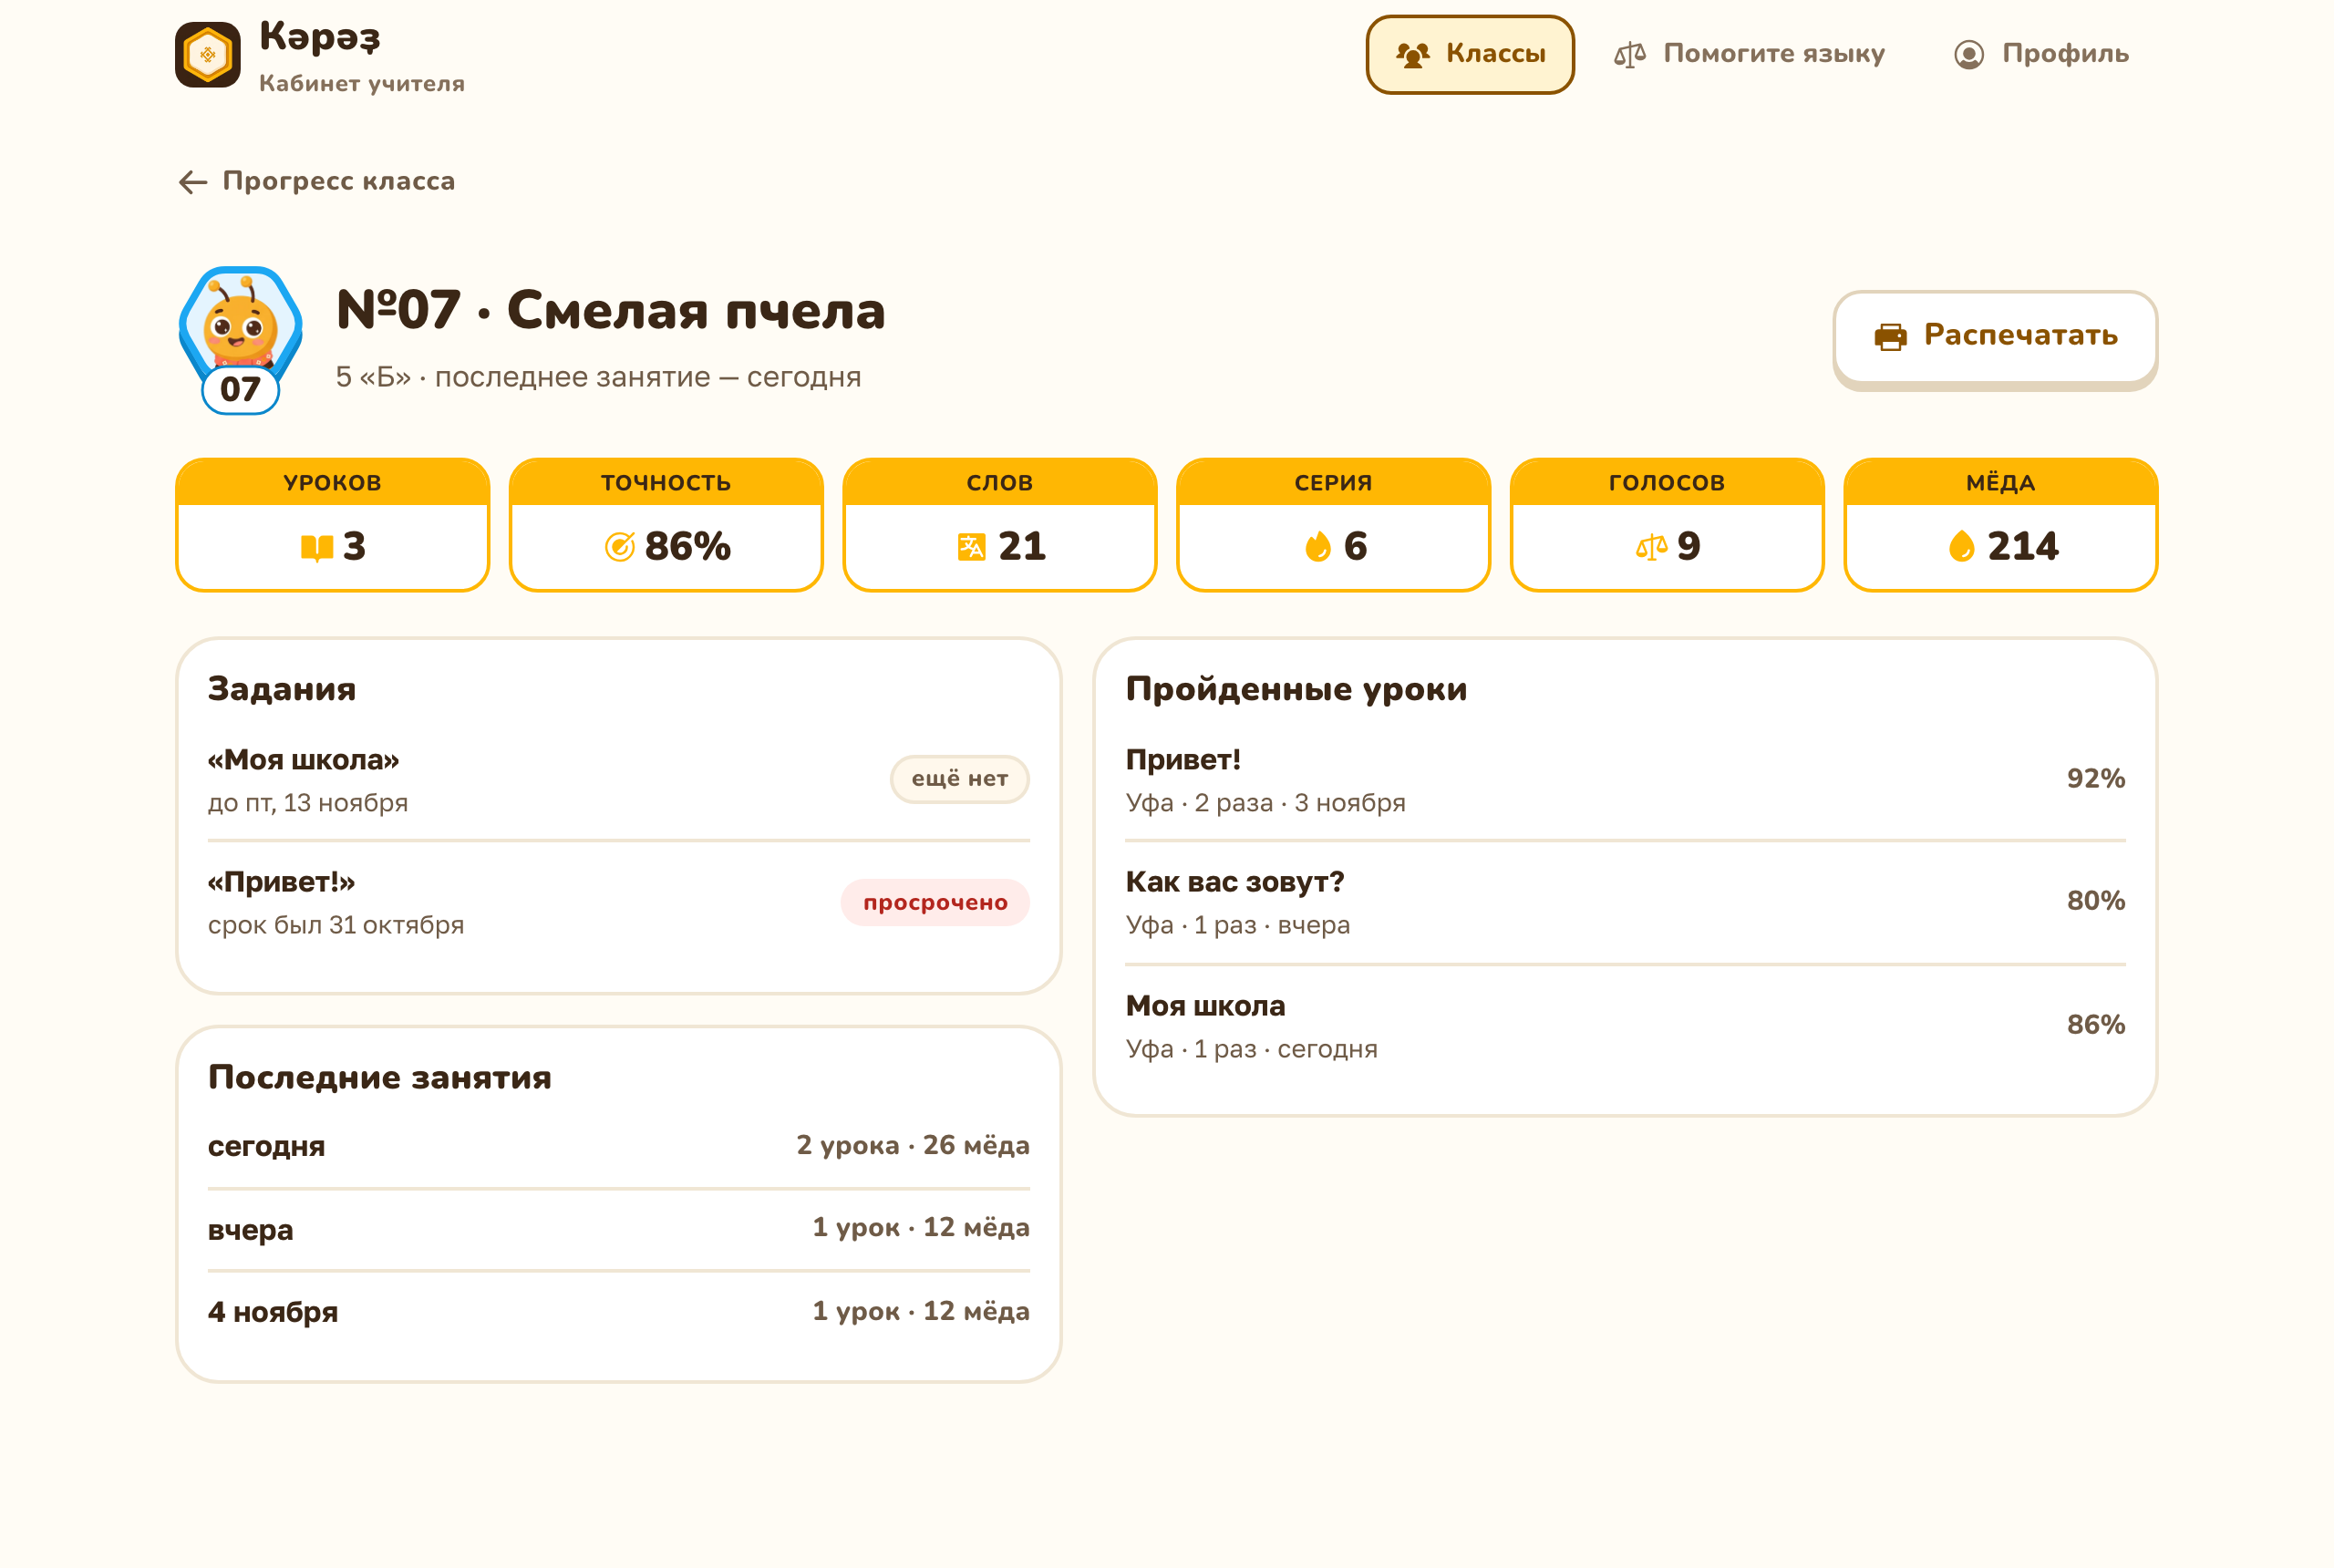 Кәрәҙ
Кабинет учителя
Классы
Помогите языку
Профиль
← Прогресс класса
07
№07 · Смелая пчела
5 «Б» · последнее занятие — сегодня
Распечатать
УРОКОВ
3
ТОЧНОСТЬ
86%
СЛОВ
21
СЕРИЯ
6
ГОЛОСОВ
9
МЁДА
214
Задания
«Моя школа»
до пт, 13 ноября
ещё нет
«Привет!»
срок был 31 октября
просрочено
Последние занятия
сегодня
2 урока · 26 мёда
вчера
1 урок · 12 мёда
4 ноября
1 урок · 12 мёда
Пройденные уроки
Привет!
Уфа · 2 раза · 3 ноября
92%
Как вас зовут?
Уфа · 1 раз · вчера
80%
Моя школа
Уфа · 1 раз · сегодня
86%